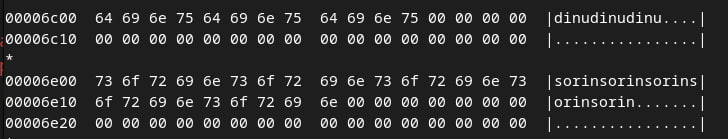 00006c00  64 69 6e 75 64 69 6e 75  64 69 6e 75 00 00 00 00  |dinudinudinu....|
00006c10  00 00 00 00 00 00 00 00  00 00 00 00 00 00 00 00  |................|
*
00006e00  73 6f 72 69 6e 73 6f 72  69 6e 73 6f 72 69 6e 73  |sorinsorinsorins|
00006e10  6f 72 69 6e 73 6f 72 69  6e 00 00 00 00 00 00 00  |orinsorin.......|
00006e20  00 00 00 00 00 00 00 00  00 00 00 00 00 00 00 00  |................|